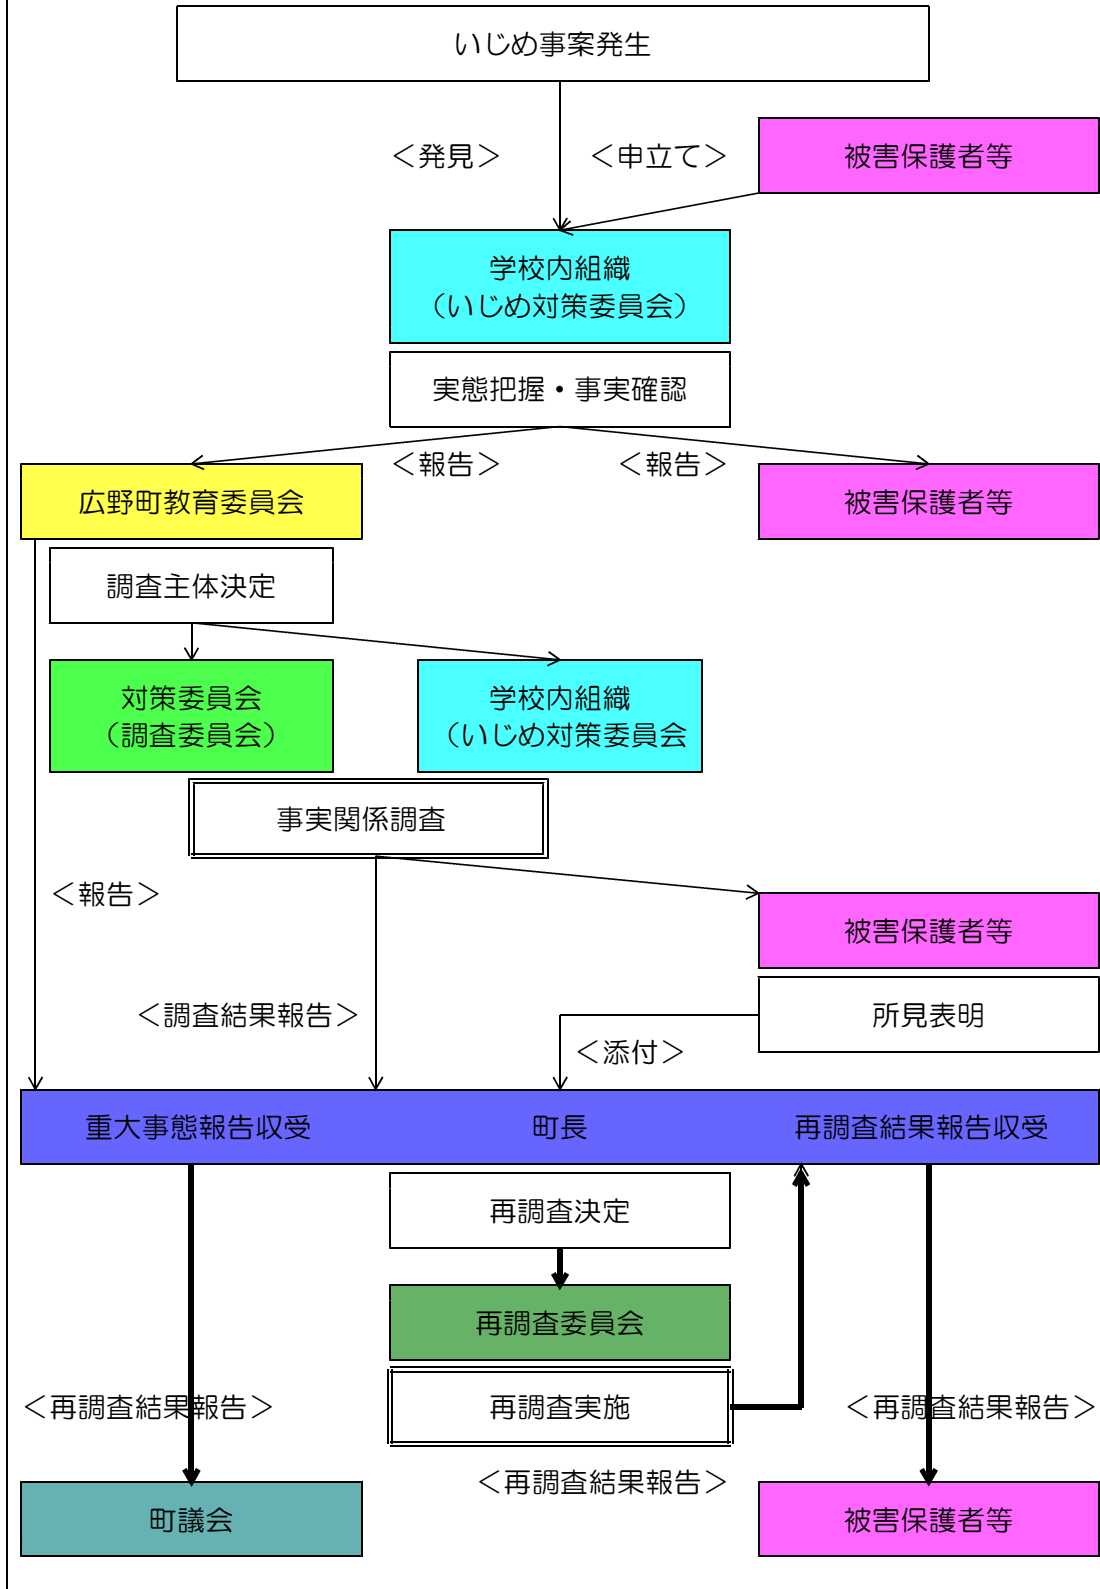 いじめ事案発生
＜発見＞
＜申立て＞
被害保護者等
学校内組織
（いじめ対策委員会）
実態把握・事実確認
＜報告＞
＜報告＞
広野町教育委員会
被害保護者等
調査主体決定
対策委員会
（調査委員会）
学校内組織
（いじめ対策委員会
事実関係調査
＜報告＞
被害保護者等
＜調査結果報告＞
所見表明
＜添付＞
重大事態報告収受
町長
再調査結果報告収受
再調査決定
再調査委員会
＜再調査結果報告＞
再調査実施
＜再調査結果報告＞
＜再調査結果報告＞
町議会
被害保護者等